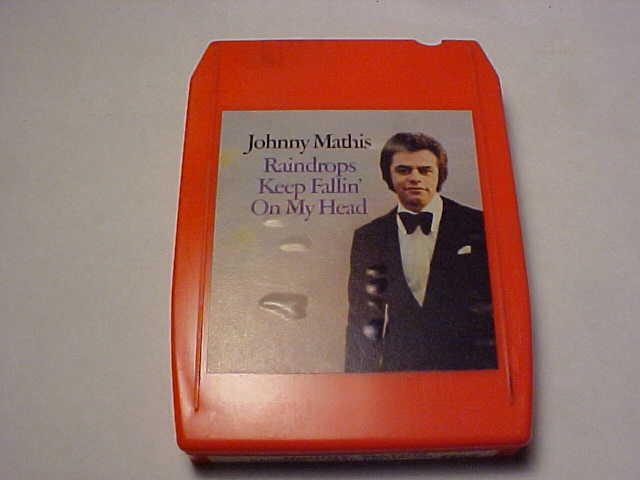 Johnny Mathis
Raindrops
Keep Fallin'
On My Head